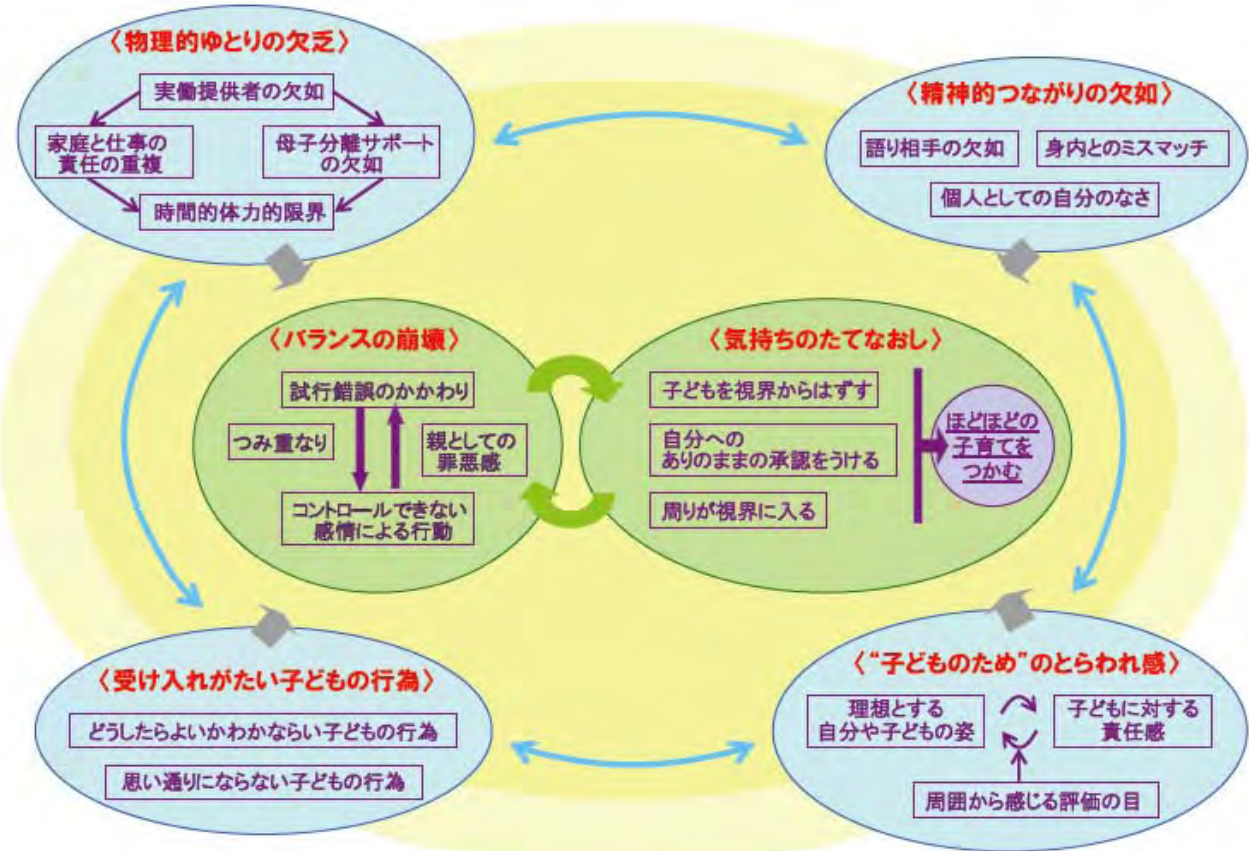 〈物理的ゆとりの欠乏〉
実働提供者の欠如
家庭と仕事の
責任の重複
母子分離サポート
の欠如
時間的体力的限界
〈精神的つながりの欠如〉
語り相手の欠如
身内とのミスマッチ
個人としての自分のなさ
〈バランスの崩壊〉
試行錯誤のかかわり
つみ重なり
親としての
罪悪感
コントロールできない
感情による行動
〈気持ちのたてなおし〉
子どもを視界からはずす
自分への
ありのままの承認をうける
周りが視界に入る
ほどほどの
子育てを
つかむ
〈受け入れがたい子どもの行為〉
どうしたらよいかわかならい子どもの行為
思い通りにならない子どもの行為
〈“子どものため”のとらわれ感〉
理想とする
自分や子どもの姿
子どもに対する
責任感
周囲から感じる評価の目